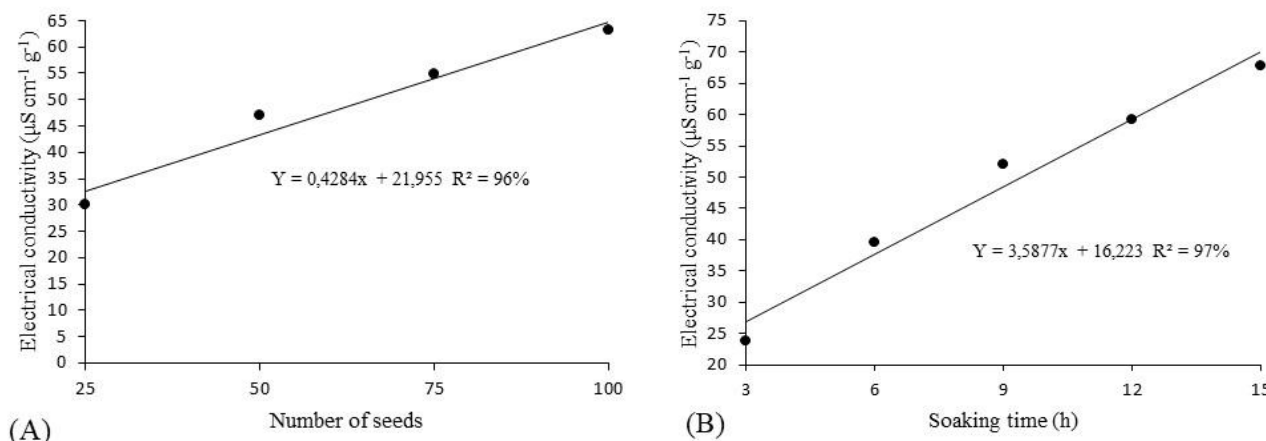 Electrical conductivity (µS cm⁻¹ g⁻¹)
65
60
55
50
45
40
35
30
25
20
15
10
5
0
Y = 0,4284x + 21,955 R² = 96%
25 50 75 100
Number of seeds
(A)
Electrical conductivity (µS cm⁻¹ g⁻¹)
75
70
65
60
55
50
45
40
35
30
25
20
Y = 3,5877x + 16,223 R² = 97%
3 6 9 12 15
Soaking time (h)
(B)